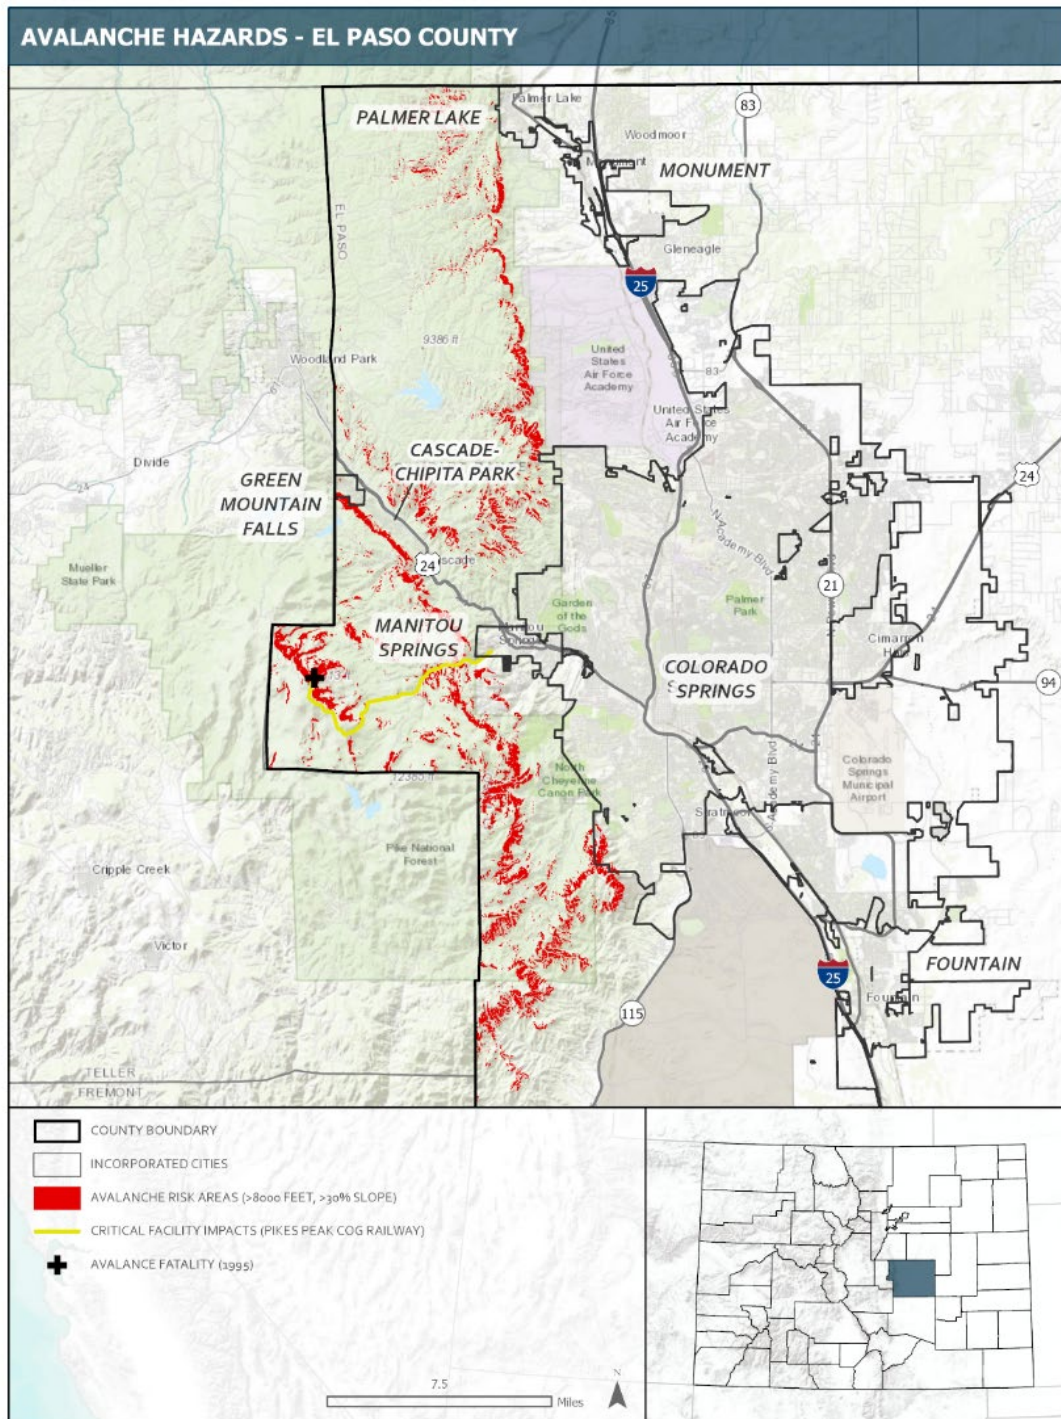 AVALANCHE HAZARDS - EL PASO COUNTY
Palmer Lake
83
PALMER LAKE
Woodmoor
MONUMENT
EL PASO
Gleneagle
25
9386 ft
Woodland Park
United
States
Air Force
Academy
83
United States
Air Force
Academy
CASCADE-
CHIPITA PARK
Divide
24
GREEN
MOUNTAIN
FALLS
24
N Academy Blvd
Mueller
State Park
24
21
Garden
of the
Gods
Palmer
Park
MANITOU
SPRINGS
COLORADO
SPRINGS
94
12383 ft
North
Cheyenne
Canon Park
S Academy Blvd
Colorado
Springs
Municipal
Airport
Pike National
Forest
Cripple Creek
Victor
FOUNTAIN
25
Fountain
115
TELLER
FREMONT
COUNTY BOUNDARY
INCORPORATED CITIES
AVALANCHE RISK AREAS (>8000 FEET, >30% SLOPE)
CRITICAL FACILITY IMPACTS (PIKES PEAK COG RAILWAY)
AVALANCE FATALITY (1995)
7.5
Miles
N